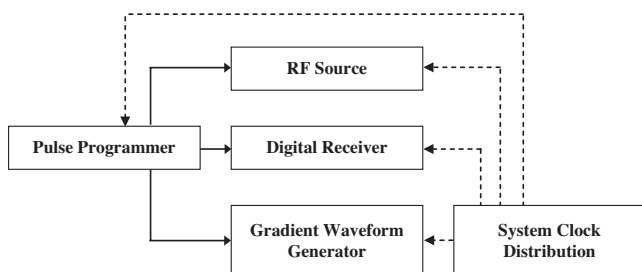 RF Source
Pulse Programmer
Digital Receiver
Gradient Waveform
Generator
System Clock
Distribution